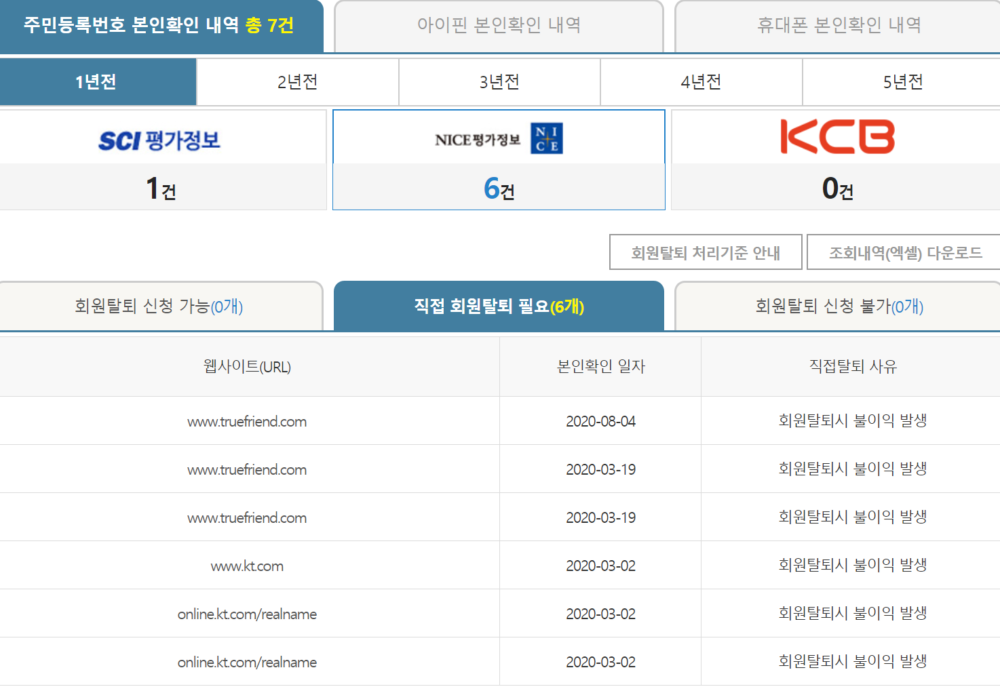 주민등록번호 본인확인 내역 총 7건
아이핀 본인확인 내역
휴대폰 본인확인 내역
1년전
2년전
3년전
4년전
5년전
SCI 평가정보
NICE평가정보 NICE
KCB
1건
6건
0건
회원탈퇴 처리기준 안내
조회내역(엑셀) 다운로드
회원탈퇴 신청 가능(0개)
직접 회원탈퇴 필요(6개)
회원탈퇴 신청 불가(0개)
웹사이트(URL) 본인확인 일자 직접탈퇴 사유
www.truefriend.com 2020-08-04 회원탈퇴시 불이익 발생
www.truefriend.com 2020-03-19 회원탈퇴시 불이익 발생
www.truefriend.com 2020-03-19 회원탈퇴시 불이익 발생
www.kt.com 2020-03-02 회원탈퇴시 불이익 발생
online.kt.com/realname 2020-03-02 회원탈퇴시 불이익 발생
online.kt.com/realname 2020-03-02 회원탈퇴시 불이익 발생